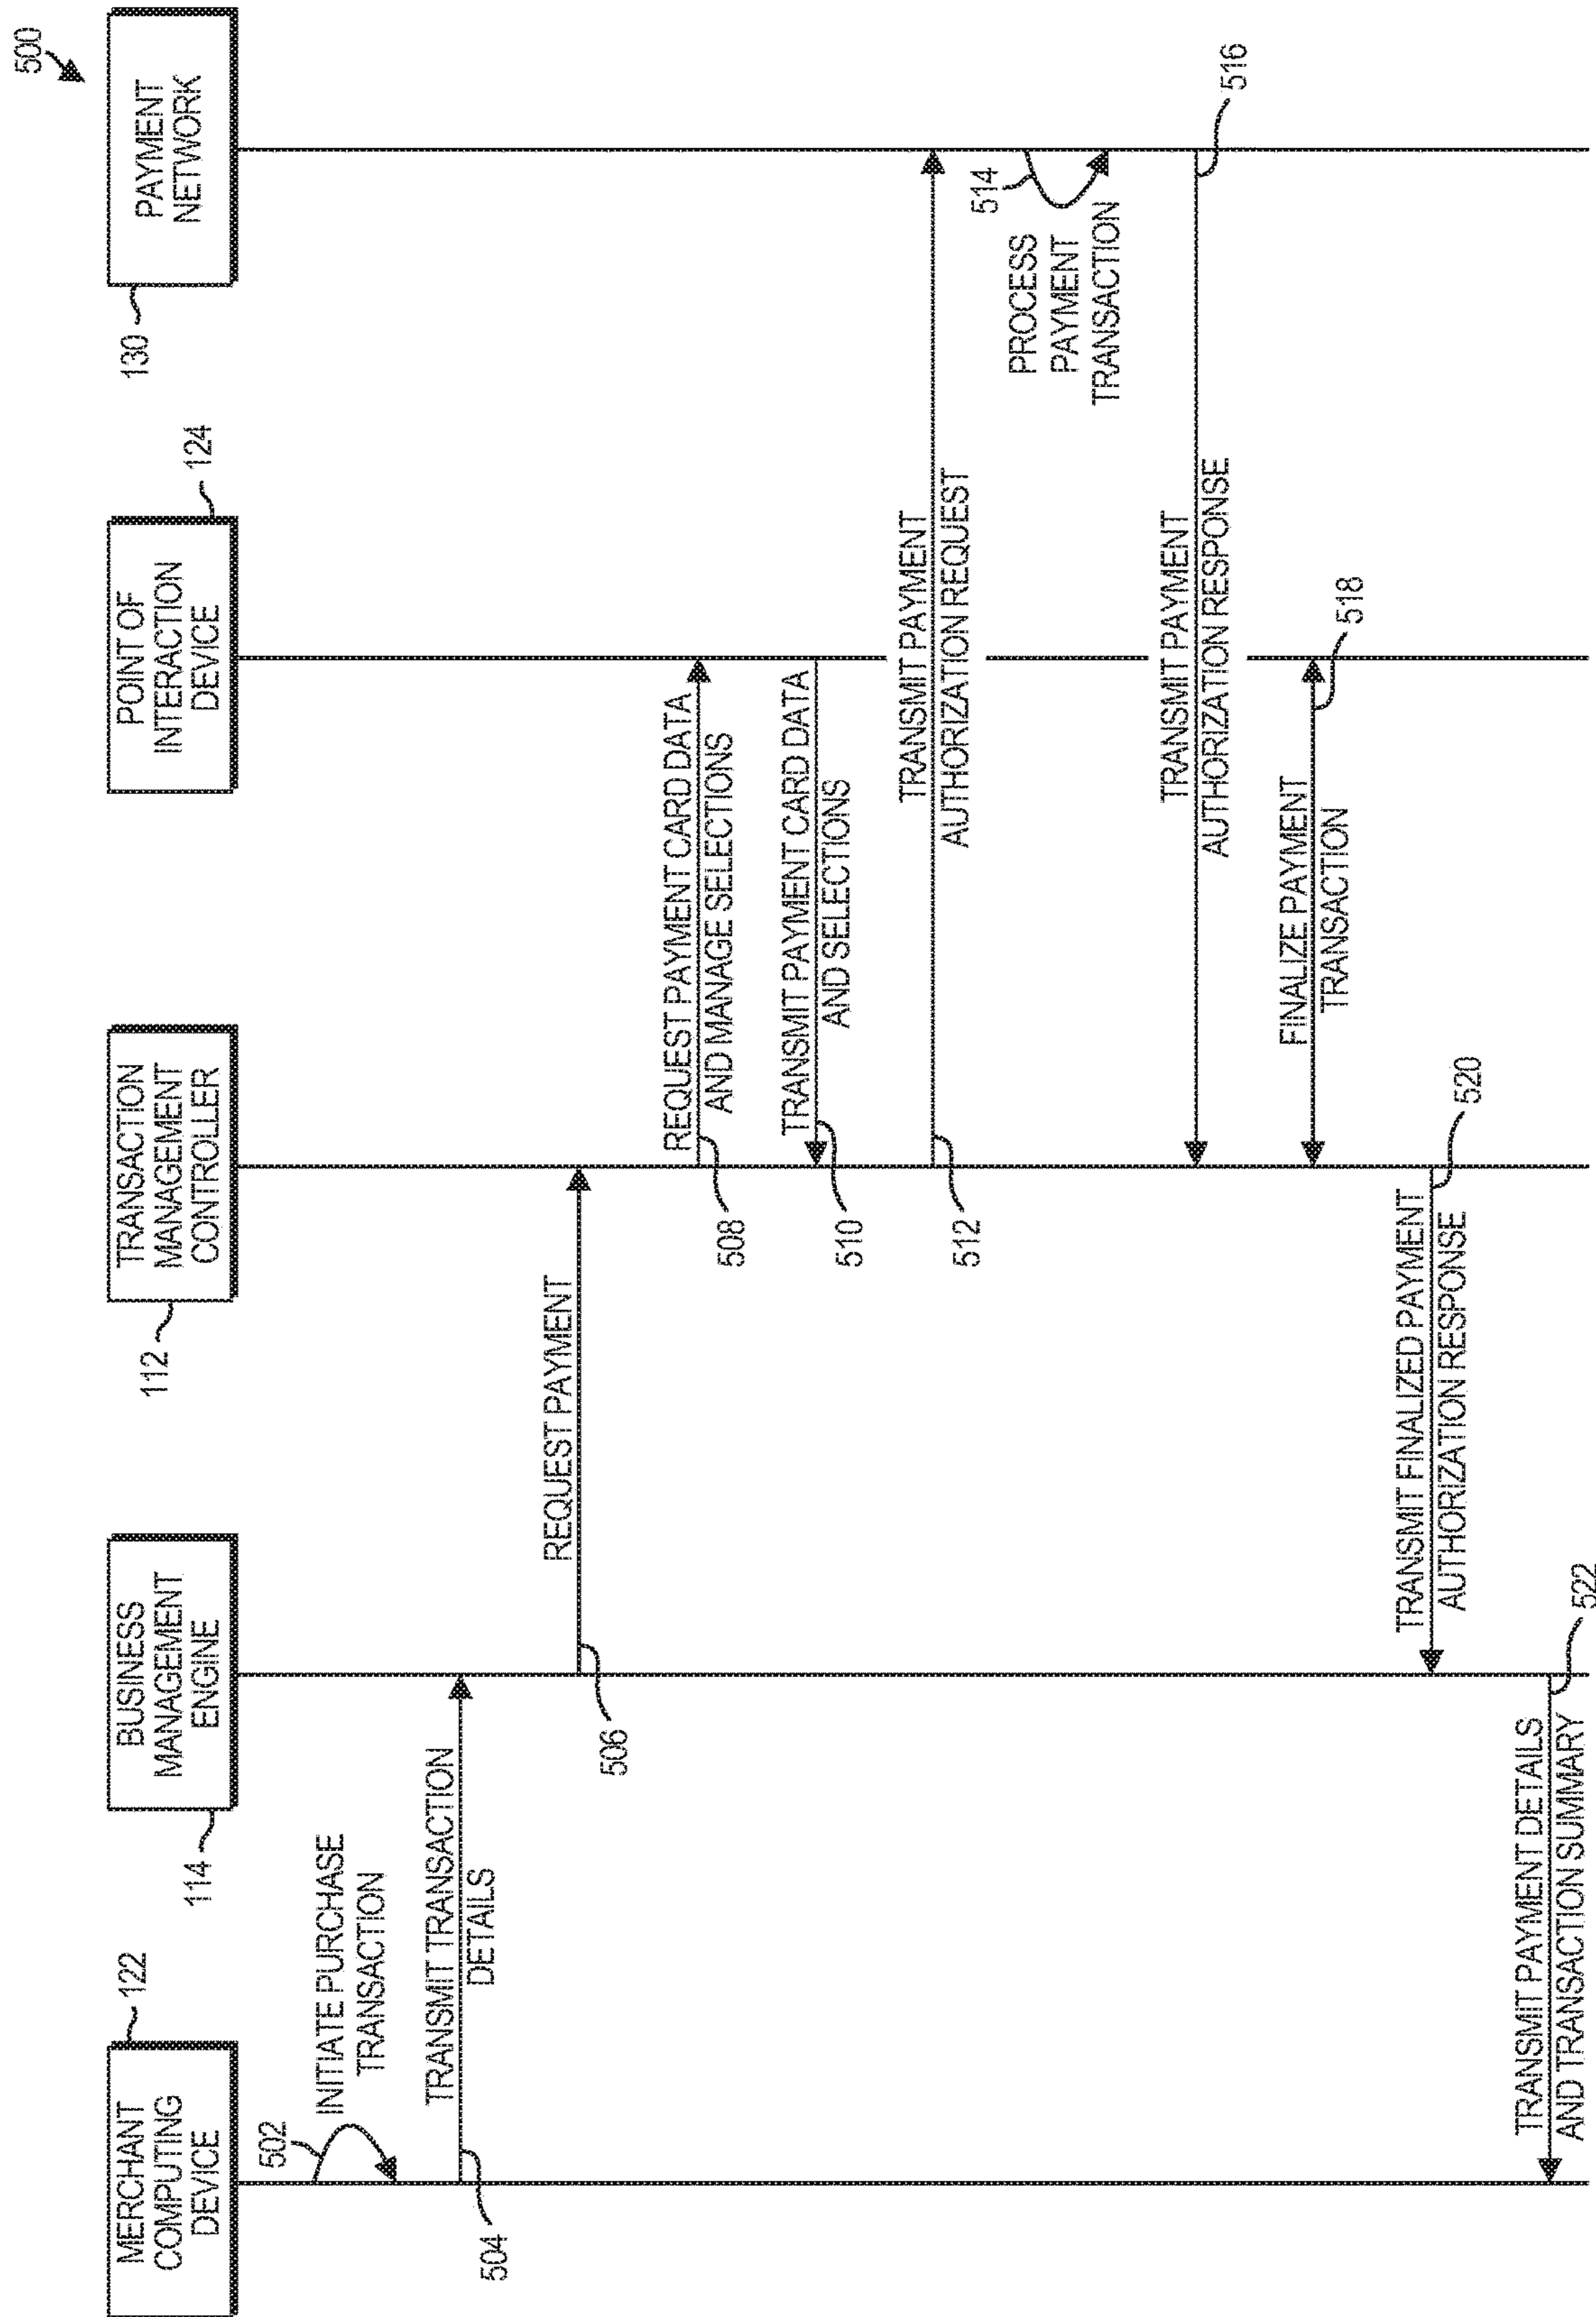 500
MERCHANT
COMPUTING
DEVICE
122
BUSINESS
MANAGEMENT
ENGINE
114
TRANSACTION
MANAGEMENT
CONTROLLER
112
POINT OF
INTERACTION
DEVICE
124
PAYMENT
NETWORK
130
502
INITIATE PURCHASE
TRANSACTION
TRANSMIT TRANSACTION
DETAILS
504
REQUEST PAYMENT
506
REQUEST PAYMENT CARD DATA
AND MANAGE SELECTIONS
508
TRANSMIT PAYMENT CARD DATA
AND SELECTIONS
510
TRANSMIT PAYMENT
AUTHORIZATION REQUEST
512
514
PROCESS
PAYMENT
TRANSACTION
TRANSMIT PAYMENT
AUTHORIZATION RESPONSE
516
FINALIZE PAYMENT
TRANSACTION
518
TRANSMIT FINALIZED PAYMENT
AUTHORIZATION RESPONSE
520
TRANSMIT PAYMENT DETAILS
AND TRANSACTION SUMMARY
522